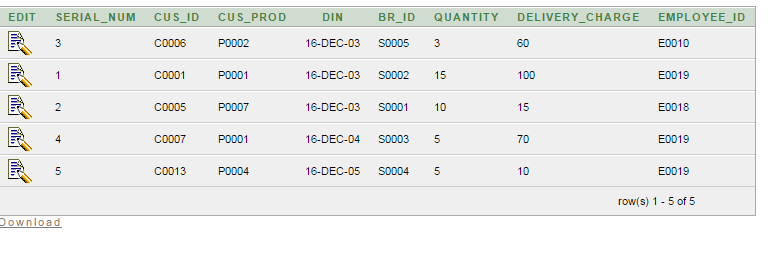 EDIT SERIAL_NUM CUS_ID CUS_PROD DIN BR_ID QUANTITY DELIVERY_CHARGE EMPLOYEE_ID
3 C0006 P0002 16-DEC-03 S0005 3 60 E0010
1 C0001 P0001 16-DEC-03 S0002 15 100 E0019
2 C0005 P0007 16-DEC-03 S0001 10 15 E0018
4 C0007 P0001 16-DEC-04 S0003 5 70 E0019
5 C0013 P0004 16-DEC-05 S0004 5 10 E0019
row(s) 1 - 5 of 5
Download